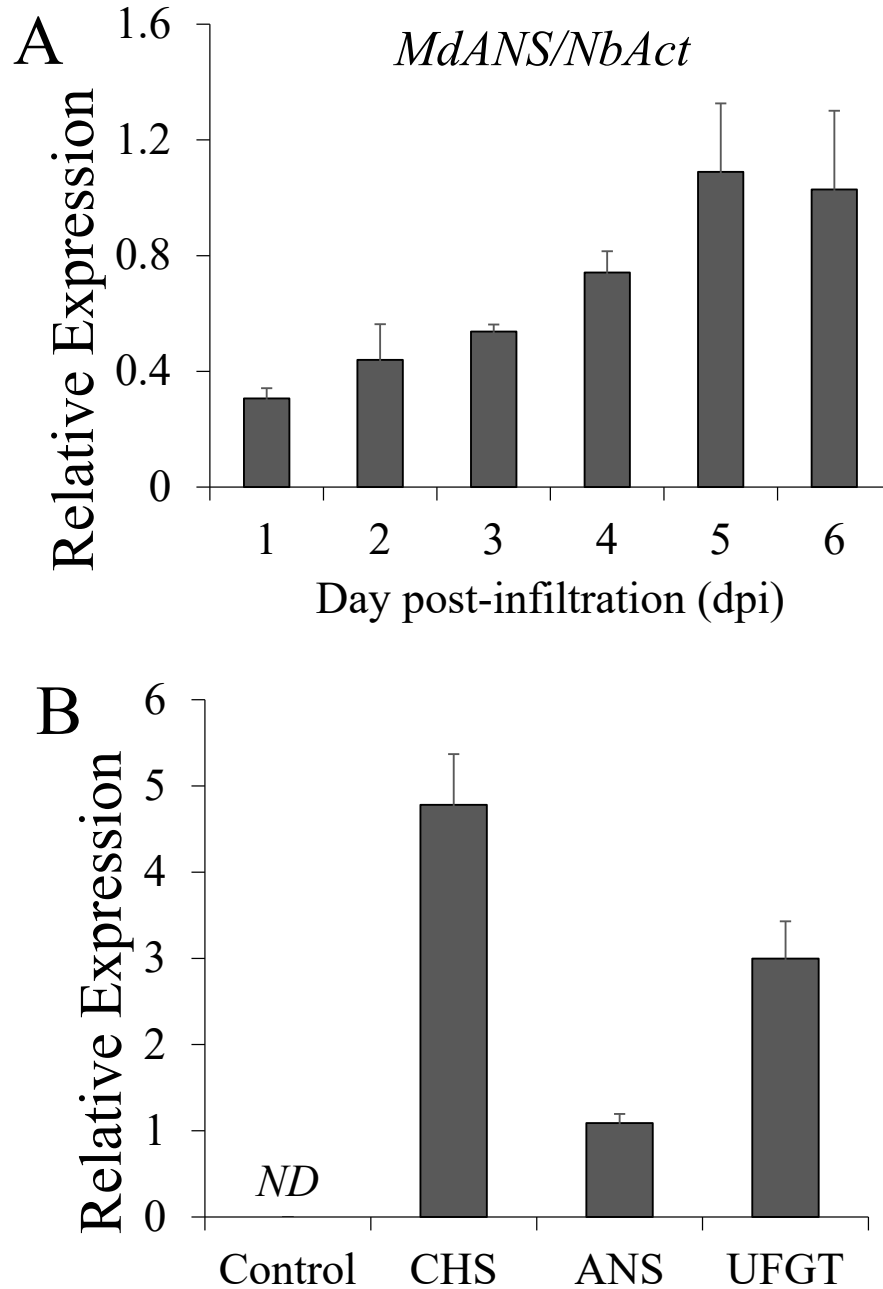 A
MdANS/NbAct
Relative Expression
1.6
1.2
0.8
0.4
0
1 2 3 4 5 6
Day post-infiltration (dpi)
B
Relative Expression
6
5
4
3
2
1
0
ND
Control CHS ANS UFGT